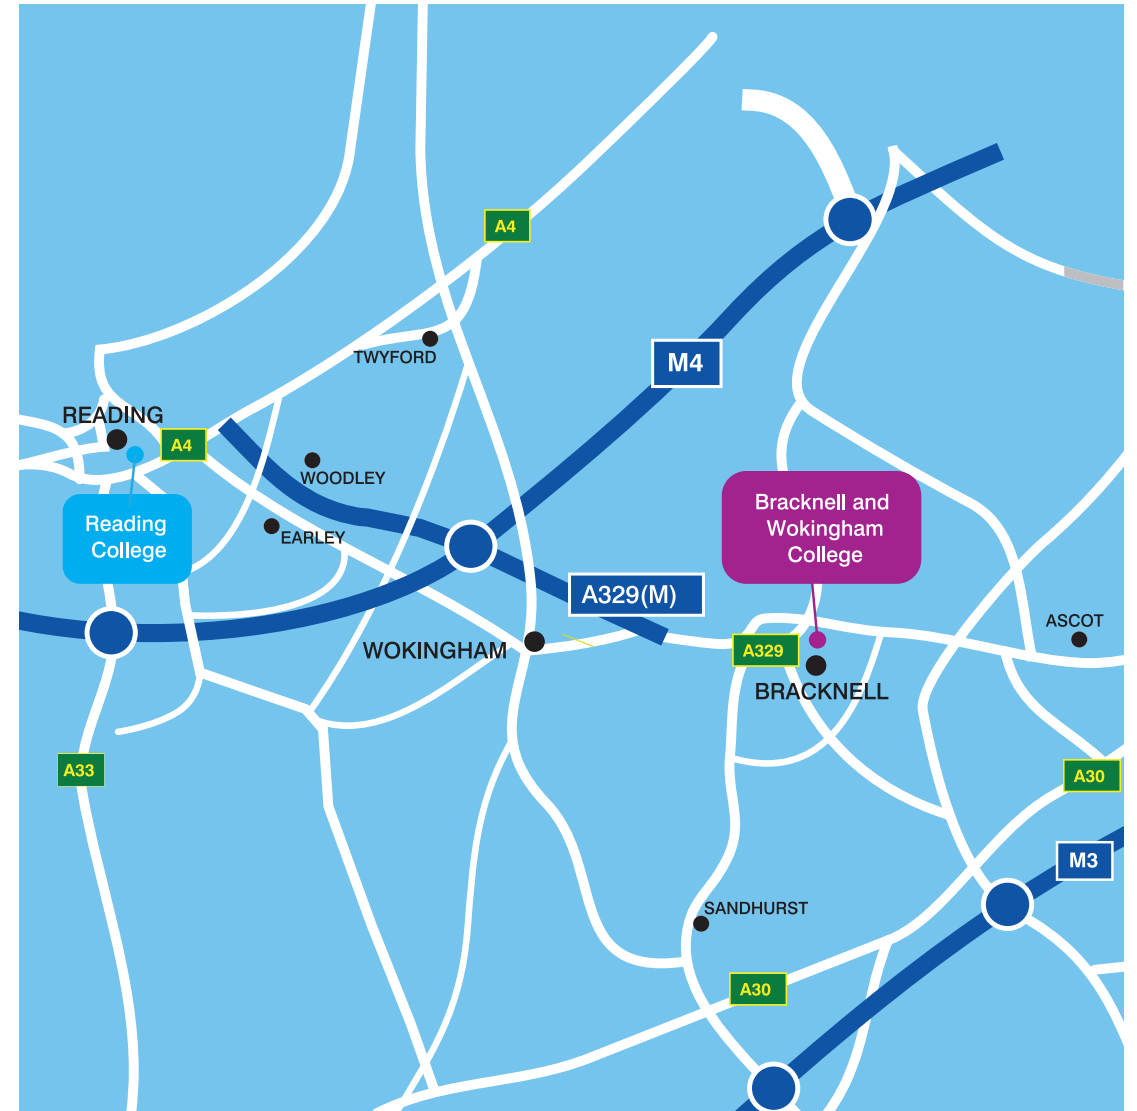 A4
M4
TWYFORD
READING
A4
WOODLEY
Reading
College
EARLEY
Bracknell and
Wokingham
College
A329(M)
ASCOT
WOKINGHAM
A329
BRACKNELL
A33
A30
M3
SANDHURST
A30